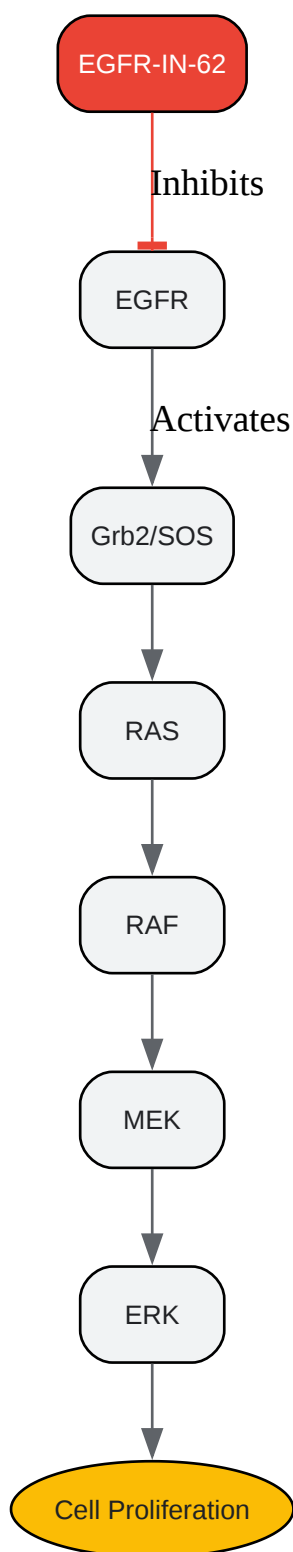 EGFR-IN-62
Inhibits
EGFR
Activates
Grb2/SOS
RAS
RAF
MEK
ERK
Cell Proliferation